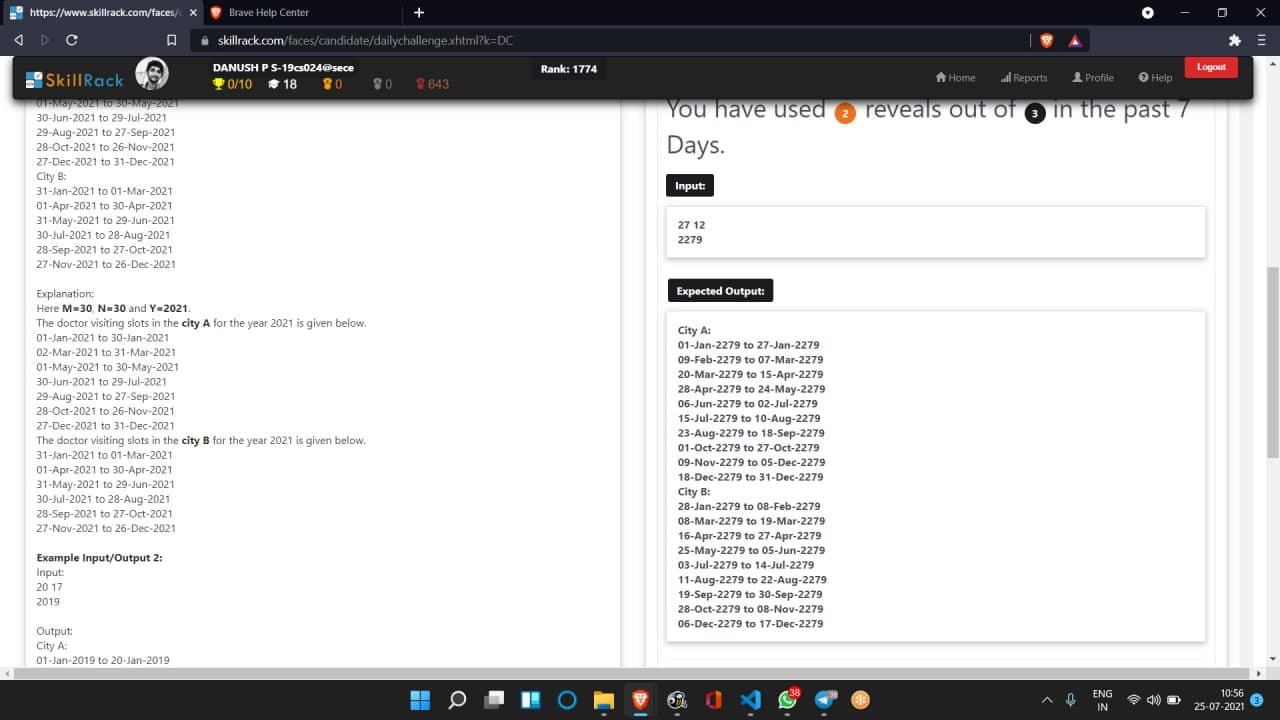 https://www.skillrack.com/faces/c
Brave Help Center
skillrack.com/faces/candidate/dailychallenge.xhtml?k=DC
SkillRack
DANUSH P S-19cs024@sece
0/10 18 0 0 643
Rank: 1774
Home Reports Profile Help
Logout
01-May-2021 to 30-May-2021
30-Jun-2021 to 29-Jul-2021
29-Aug-2021 to 27-Sep-2021
28-Oct-2021 to 26-Nov-2021
27-Dec-2021 to 31-Dec-2021
City B:
31-Jan-2021 to 01-Mar-2021
01-Apr-2021 to 30-Apr-2021
31-May-2021 to 29-Jun-2021
30-Jul-2021 to 28-Aug-2021
28-Sep-2021 to 27-Oct-2021
27-Nov-2021 to 26-Dec-2021
Explanation:
Here M=30, N=30 and Y=2021.
The doctor visiting slots in the city A for the year 2021 is given below.
01-Jan-2021 to 30-Jan-2021
02-Mar-2021 to 31-Mar-2021
01-May-2021 to 30-May-2021
30-Jun-2021 to 29-Jul-2021
29-Aug-2021 to 27-Sep-2021
28-Oct-2021 to 26-Nov-2021
27-Dec-2021 to 31-Dec-2021
The doctor visiting slots in the city B for the year 2021 is given below.
31-Jan-2021 to 01-Mar-2021
01-Apr-2021 to 30-Apr-2021
31-May-2021 to 29-Jun-2021
30-Jul-2021 to 28-Aug-2021
28-Sep-2021 to 27-Oct-2021
27-Nov-2021 to 26-Dec-2021
Example Input/Output 2:
Input:
20 17
2019
Output:
City A:
01-Jan-2019 to 20-Jan-2019
You have used 2 reveals out of 3 in the past 7
Days.
Input:
27 12
2279
Expected Output:
City A:
01-Jan-2279 to 27-Jan-2279
09-Feb-2279 to 07-Mar-2279
20-Mar-2279 to 15-Apr-2279
28-Apr-2279 to 24-May-2279
06-Jun-2279 to 02-Jul-2279
15-Jul-2279 to 10-Aug-2279
23-Aug-2279 to 18-Sep-2279
01-Oct-2279 to 27-Oct-2279
09-Nov-2279 to 05-Dec-2279
18-Dec-2279 to 31-Dec-2279
City B:
28-Jan-2279 to 08-Feb-2279
08-Mar-2279 to 19-Mar-2279
16-Apr-2279 to 27-Apr-2279
25-May-2279 to 05-Jun-2279
03-Jul-2279 to 14-Jul-2279
11-Aug-2279 to 22-Aug-2279
19-Sep-2279 to 30-Sep-2279
28-Oct-2279 to 08-Nov-2279
06-Dec-2279 to 17-Dec-2279
38
ENG
IN
10:56
25-07-2021
3